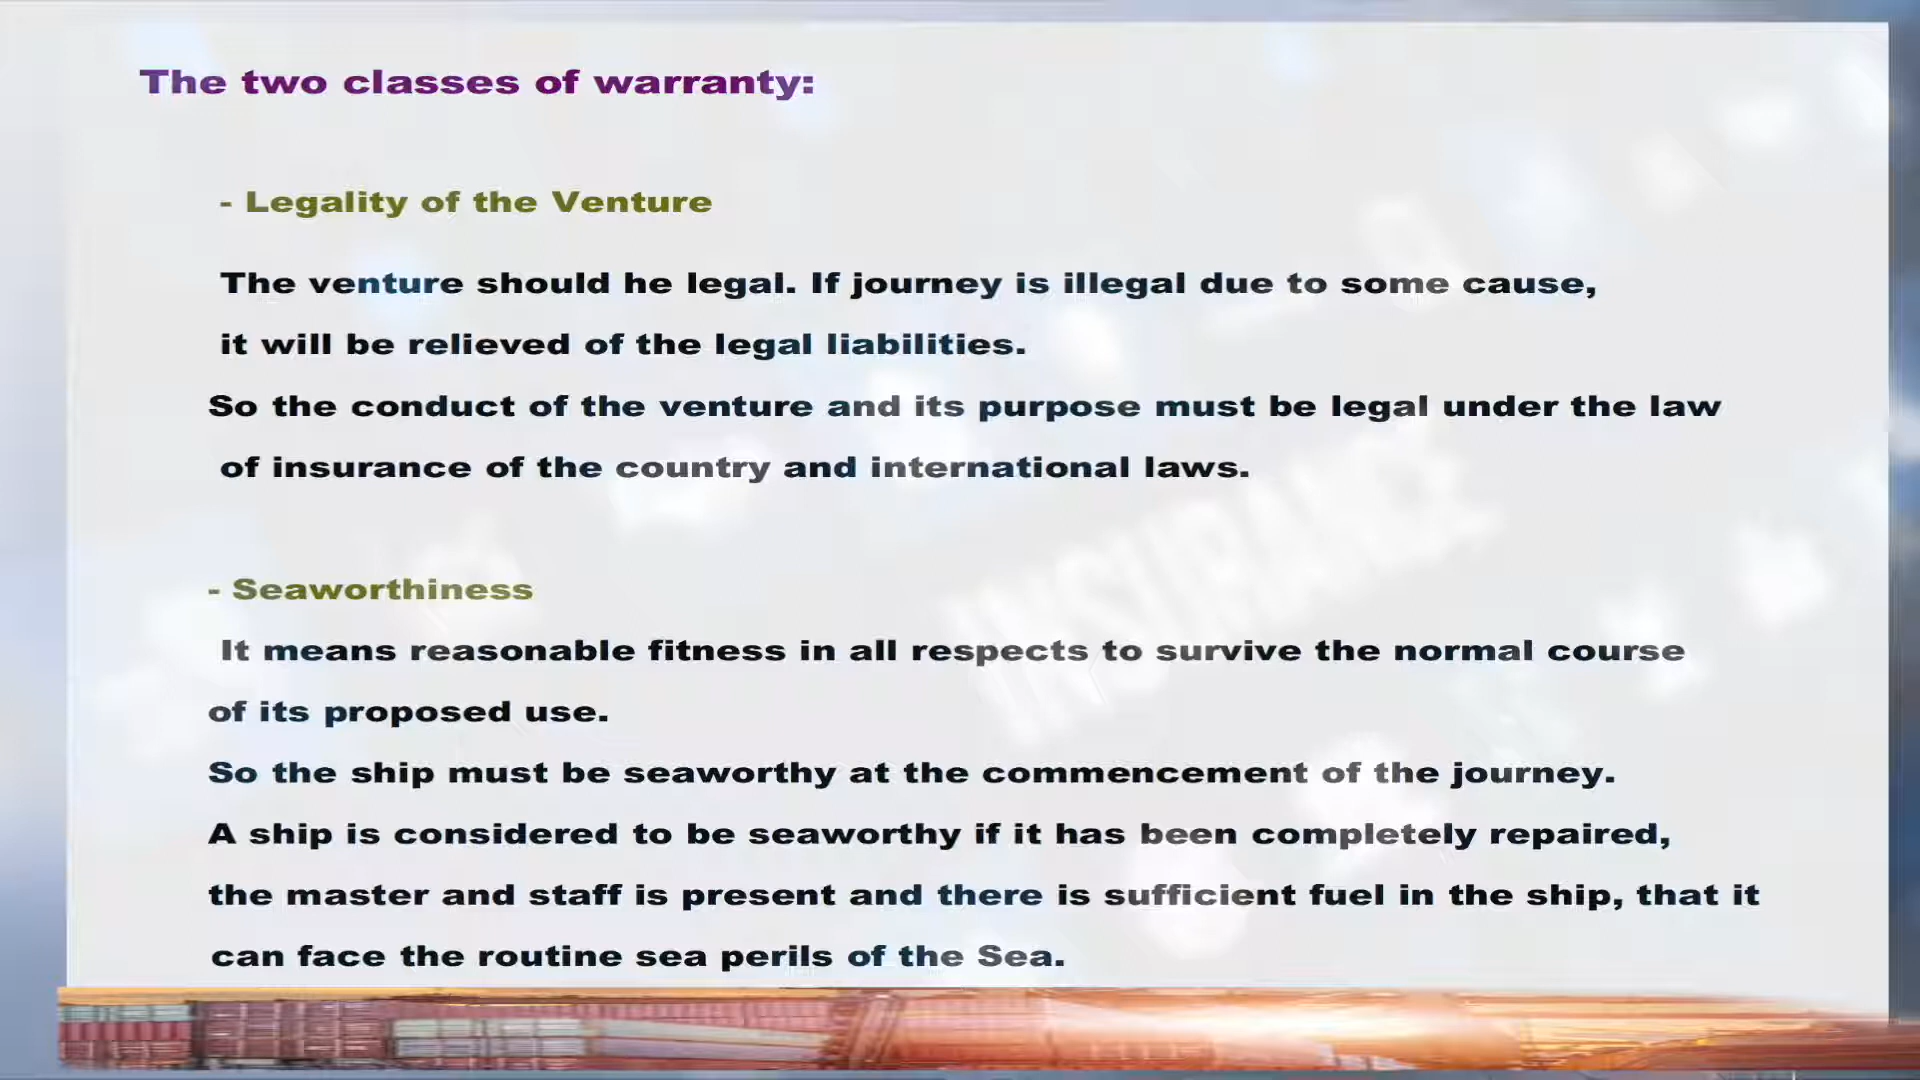 The two classes of warranty:
- Legality of the Venture
The venture should he legal. If journey is illegal due to some cause,
it will be relieved of the legal liabilities.
So the conduct of the venture and its purpose must be legal under the law
of insurance of the country and international laws.
INSURANCE
- Seaworthiness
It means reasonable fitness in all respects to survive the normal course
of its proposed use.
So the ship must be seaworthy at the commencement of the journey.
A ship is considered to be seaworthy if it has been completely repaired,
the master and staff is present and there is sufficient fuel in the ship, that it
can face the routine sea perils of the Sea.